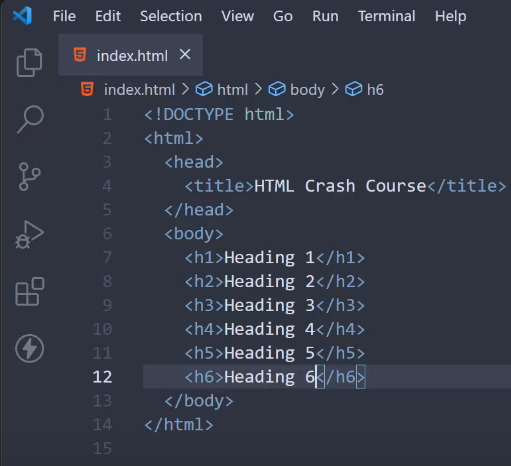 File Edit Selection View Go Run Terminal Help
index.html
index.html > html > body > h6
1 <!DOCTYPE html>
2 <html>
3   <head>
4     <title>HTML Crash Course</title>
5   </head>
6   <body>
7     <h1>Heading 1</h1>
8     <h2>Heading 2</h2>
9     <h3>Heading 3</h3>
10     <h4>Heading 4</h4>
11     <h5>Heading 5</h5>
12     <h6>Heading 6</h6>
13   </body>
14 </html>
15